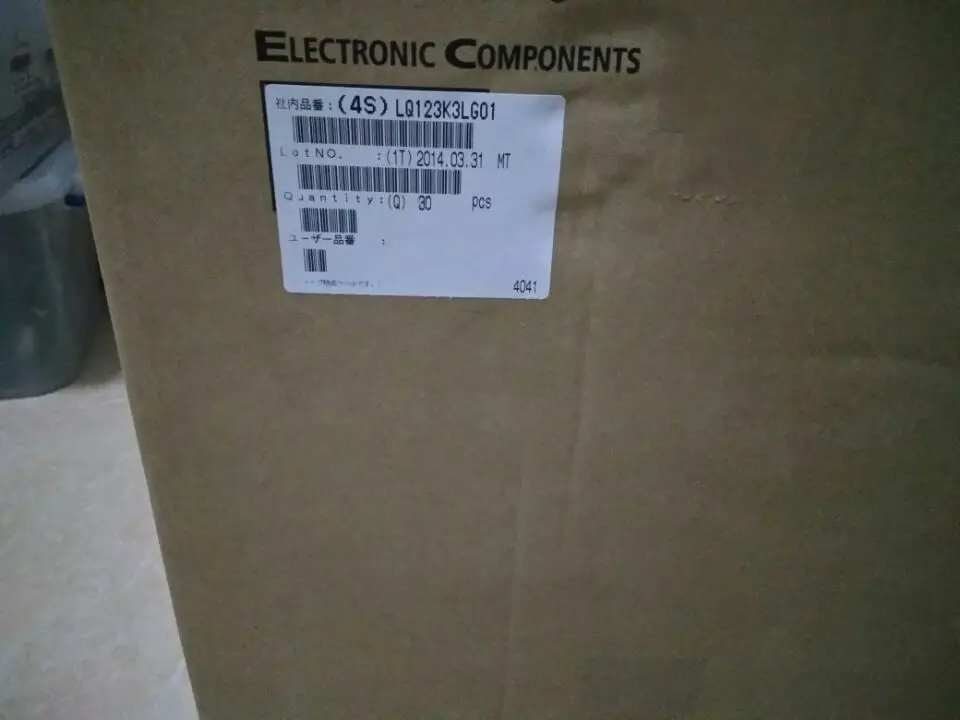 ELECTRONIC COMPONENTS
社内品番：(4S) LQ123K3LG01
LotNO. :(1T) 2014.03.31 MT
Quantity:(Q) 30 pcs
ユーザー品番 :
4041